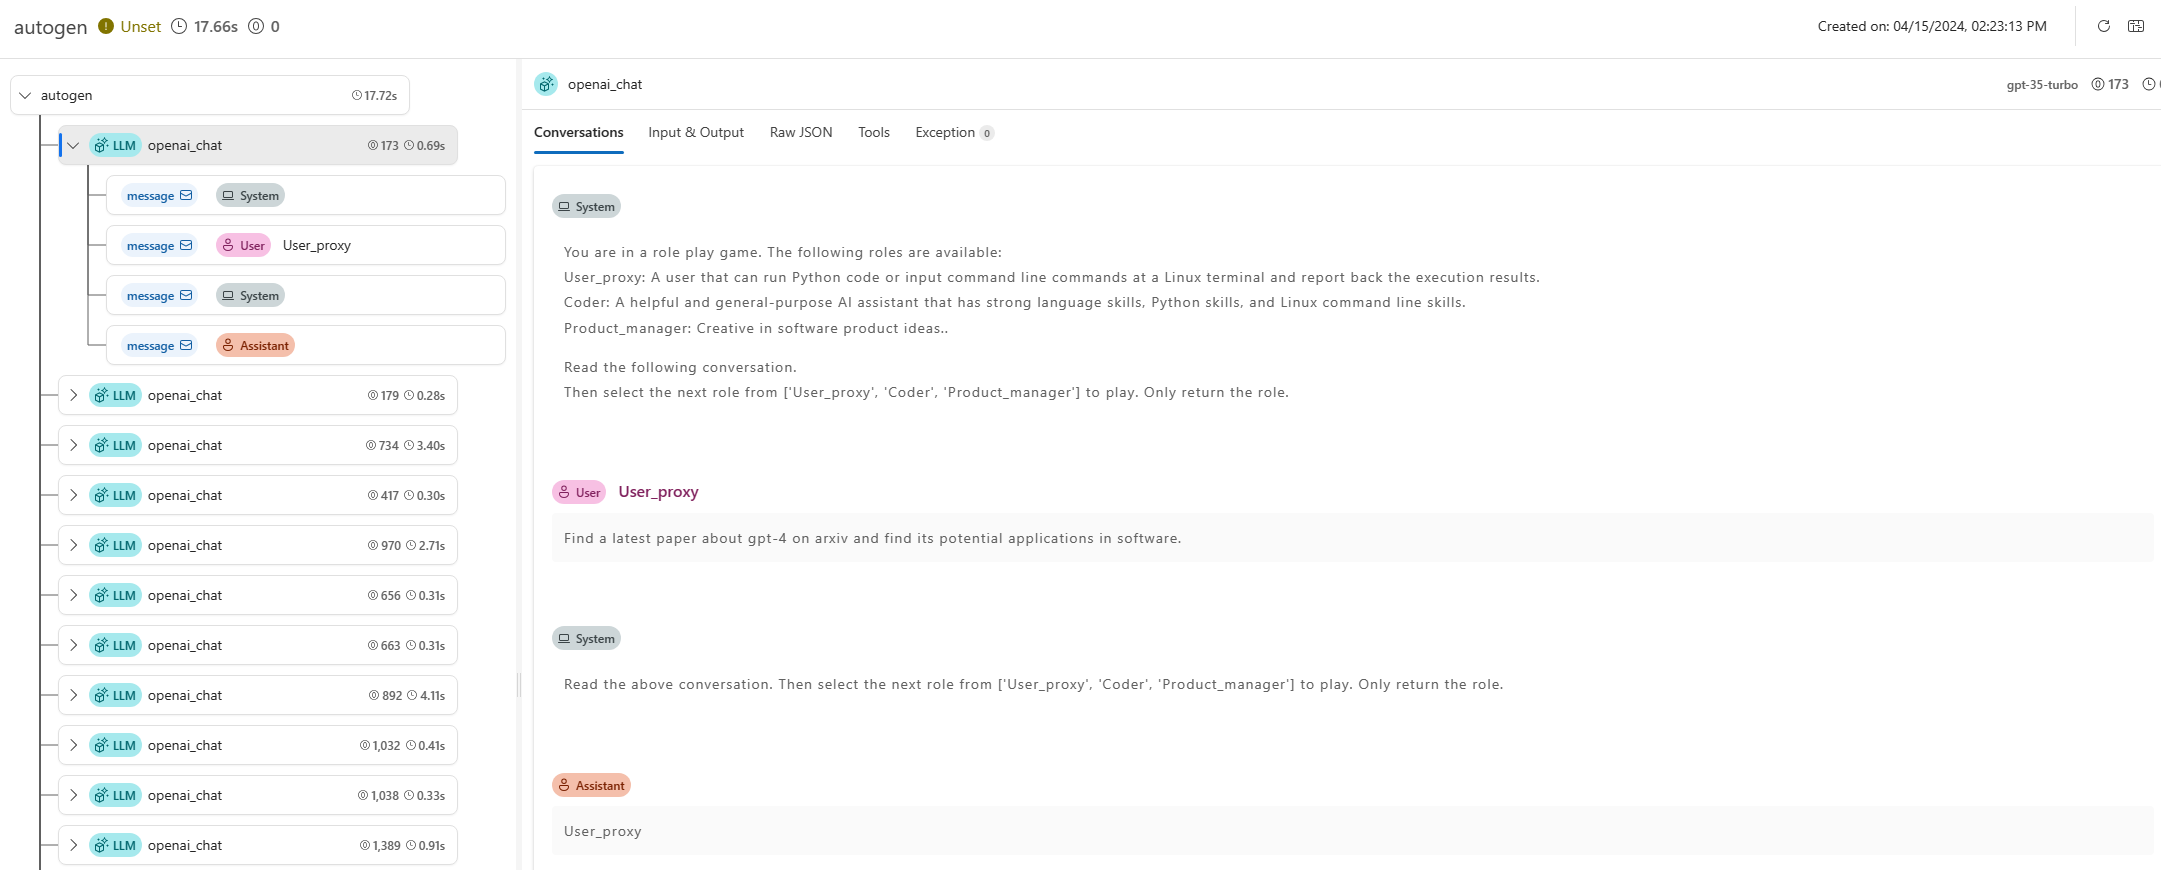 autogen Unset 17.66s 0
Created on: 04/15/2024, 02:23:13 PM
autogen 17.72s
LLM openai_chat 173 0.69s
message System
message User User_proxy
message System
message Assistant
LLM openai_chat 179 0.28s
LLM openai_chat 734 3.40s
LLM openai_chat 417 0.30s
LLM openai_chat 970 2.71s
LLM openai_chat 656 0.31s
LLM openai_chat 663 0.31s
LLM openai_chat 892 4.11s
LLM openai_chat 1,032 0.41s
LLM openai_chat 1,038 0.33s
LLM openai_chat 1,389 0.91s
openai_chat
gpt-35-turbo 173
Conversations Input & Output Raw JSON Tools Exception 0
System
You are in a role play game. The following roles are available:
User_proxy: A user that can run Python code or input command line commands at a Linux terminal and report back the execution results.
Coder: A helpful and general-purpose AI assistant that has strong language skills, Python skills, and Linux command line skills.
Product_manager: Creative in software product ideas..
Read the following conversation.
Then select the next role from ['User_proxy', 'Coder', 'Product_manager'] to play. Only return the role.
User User_proxy
Find a latest paper about gpt-4 on arxiv and find its potential applications in software.
System
Read the above conversation. Then select the next role from ['User_proxy', 'Coder', 'Product_manager'] to play. Only return the role.
Assistant
User_proxy